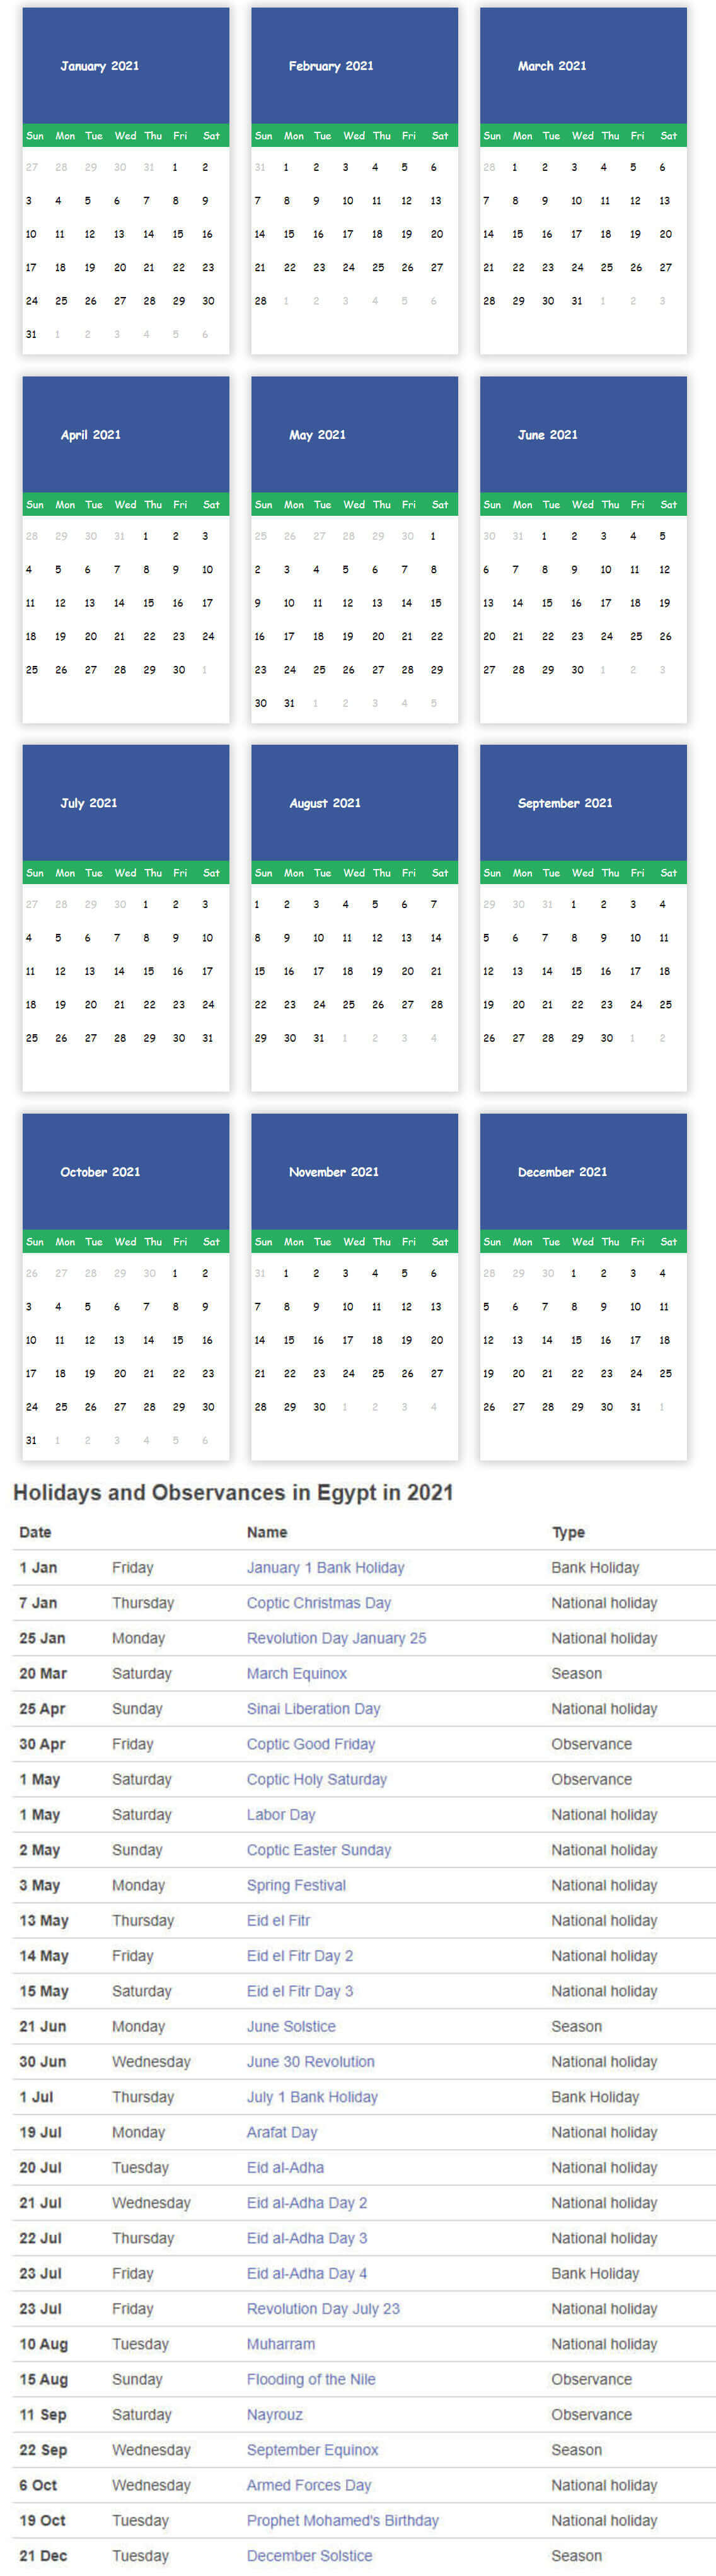 January 2021 February 2021 March 2021
Sun Mon Tue Wed Thu Fri Sat Sun Mon Tue Wed Thu Fri Sat Sun Mon Tue Wed Thu Fri Sat
27 28 29 30 31 1 2 31 1 2 3 4 5 6 28 1 2 3 4 5 6
3 4 5 6 7 8 9 7 8 9 10 11 12 13 7 8 9 10 11 12 13
10 11 12 13 14 15 16 14 15 16 17 18 19 20 14 15 16 17 18 19 20
17 18 19 20 21 22 23 21 22 23 24 25 26 27 21 22 23 24 25 26 27
24 25 26 27 28 29 30 28 1 2 3 4 5 6 28 29 30 31 1 2 3
31 1 2 3 4 5 6
April 2021 May 2021 June 2021
Sun Mon Tue Wed Thu Fri Sat Sun Mon Tue Wed Thu Fri Sat Sun Mon Tue Wed Thu Fri Sat
28 29 30 31 1 2 3 25 26 27 28 29 30 1 30 31 1 2 3 4 5
4 5 6 7 8 9 10 2 3 4 5 6 7 8 6 7 8 9 10 11 12
11 12 13 14 15 16 17 9 10 11 12 13 14 15 13 14 15 16 17 18 19
18 19 20 21 22 23 24 16 17 18 19 20 21 22 20 21 22 23 24 25 26
25 26 27 28 29 30 1 23 24 25 26 27 28 29 27 28 29 30 1 2 3
30 31 1 2 3 4 5
July 2021 August 2021 September 2021
Sun Mon Tue Wed Thu Fri Sat Sun Mon Tue Wed Thu Fri Sat Sun Mon Tue Wed Thu Fri Sat
27 28 29 30 1 2 3 1 2 3 4 5 6 7 29 30 31 1 2 3 4
4 5 6 7 8 9 10 8 9 10 11 12 13 14 5 6 7 8 9 10 11
11 12 13 14 15 16 17 15 16 17 18 19 20 21 12 13 14 15 16 17 18
18 19 20 21 22 23 24 22 23 24 25 26 27 28 19 20 21 22 23 24 25
25 26 27 28 29 30 31 29 30 31 1 2 3 4 26 27 28 29 30 1 2
October 2021 November 2021 December 2021
Sun Mon Tue Wed Thu Fri Sat Sun Mon Tue Wed Thu Fri Sat Sun Mon Tue Wed Thu Fri Sat
26 27 28 29 30 1 2 31 1 2 3 4 5 6 28 29 30 1 2 3 4
3 4 5 6 7 8 9 7 8 9 10 11 12 13 5 6 7 8 9 10 11
10 11 12 13 14 15 16 14 15 16 17 18 19 20 12 13 14 15 16 17 18
17 18 19 20 21 22 23 21 22 23 24 25 26 27 19 20 21 22 23 24 25
24 25 26 27 28 29 30 28 29 30 1 2 3 4 26 27 28 29 30 31 1
31 1 2 3 4 5 6
Holidays and Observances in Egypt in 2021
Date Name Type
1 Jan Friday January 1 Bank Holiday Bank Holiday
7 Jan Thursday Coptic Christmas Day National holiday
25 Jan Monday Revolution Day January 25 National holiday
20 Mar Saturday March Equinox Season
25 Apr Sunday Sinai Liberation Day National holiday
30 Apr Friday Coptic Good Friday Observance
1 May Saturday Coptic Holy Saturday Observance
1 May Saturday Labor Day National holiday
2 May Sunday Coptic Easter Sunday National holiday
3 May Monday Spring Festival National holiday
13 May Thursday Eid el Fitr National holiday
14 May Friday Eid el Fitr Day 2 National holiday
15 May Saturday Eid el Fitr Day 3 National holiday
21 Jun Monday June Solstice Season
30 Jun Wednesday June 30 Revolution National holiday
1 Jul Thursday July 1 Bank Holiday Bank Holiday
19 Jul Monday Arafat Day National holiday
20 Jul Tuesday Eid al-Adha National holiday
21 Jul Wednesday Eid al-Adha Day 2 National holiday
22 Jul Thursday Eid al-Adha Day 3 National holiday
23 Jul Friday Eid al-Adha Day 4 Bank Holiday
23 Jul Friday Revolution Day July 23 National holiday
10 Aug Tuesday Muharram National holiday
15 Aug Sunday Flooding of the Nile Observance
11 Sep Saturday Nayrouz Observance
22 Sep Wednesday September Equinox Season
6 Oct Wednesday Armed Forces Day National holiday
19 Oct Tuesday Prophet Mohamed's Birthday National holiday
21 Dec Tuesday December Solstice Season